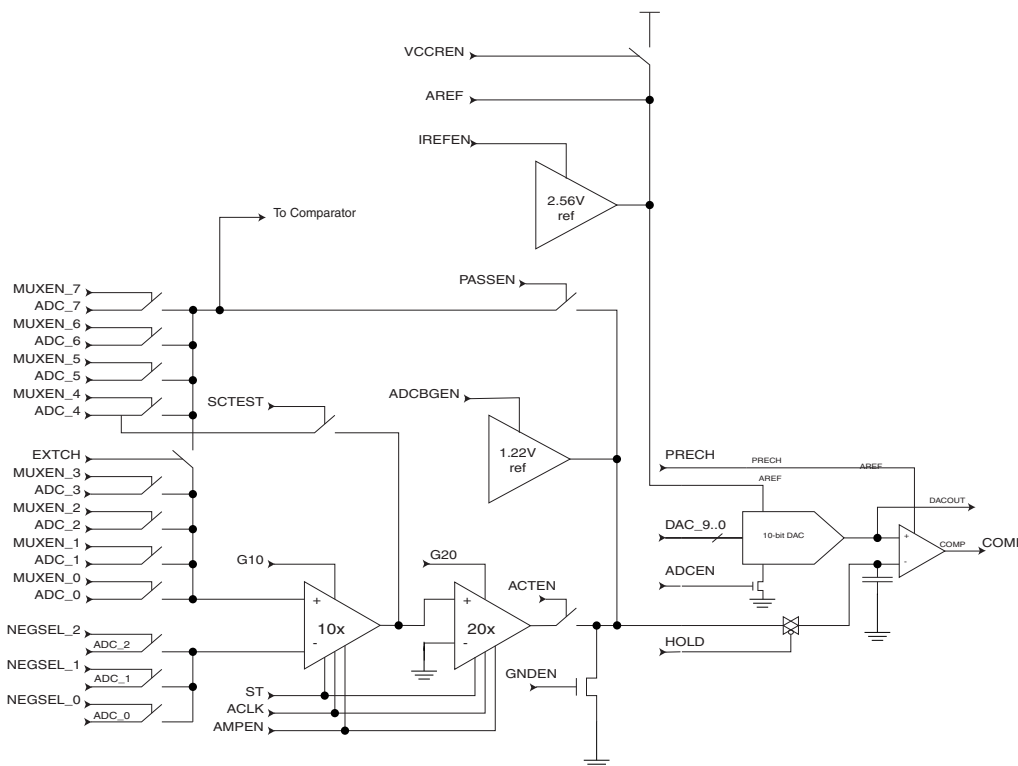 VCCREN
AREF
IREFEN
2.56V
ref
To Comparator
PASSEN
MUXEN_7
ADC_7
MUXEN_6
ADC_6
MUXEN_5
ADC_5
MUXEN_4
ADC_4
SCTEST
ADCBGEN
1.22V
ref
EXTCH
MUXEN_3
ADC_3
MUXEN_2
ADC_2
MUXEN_1
ADC_1
MUXEN_0
ADC_0
PRECH
PRECH
AREF
AREF
DACOUT
DAC_9..0
10-bit DAC
+
-
COMP
COM
ADCEN
HOLD
G10
+
10x
-
G20
+
20x
-
ACTEN
GNDEN
NEGSEL_2
ADC_2
NEGSEL_1
ADC_1
NEGSEL_0
ADC_0
ST
ACLK
AMPEN